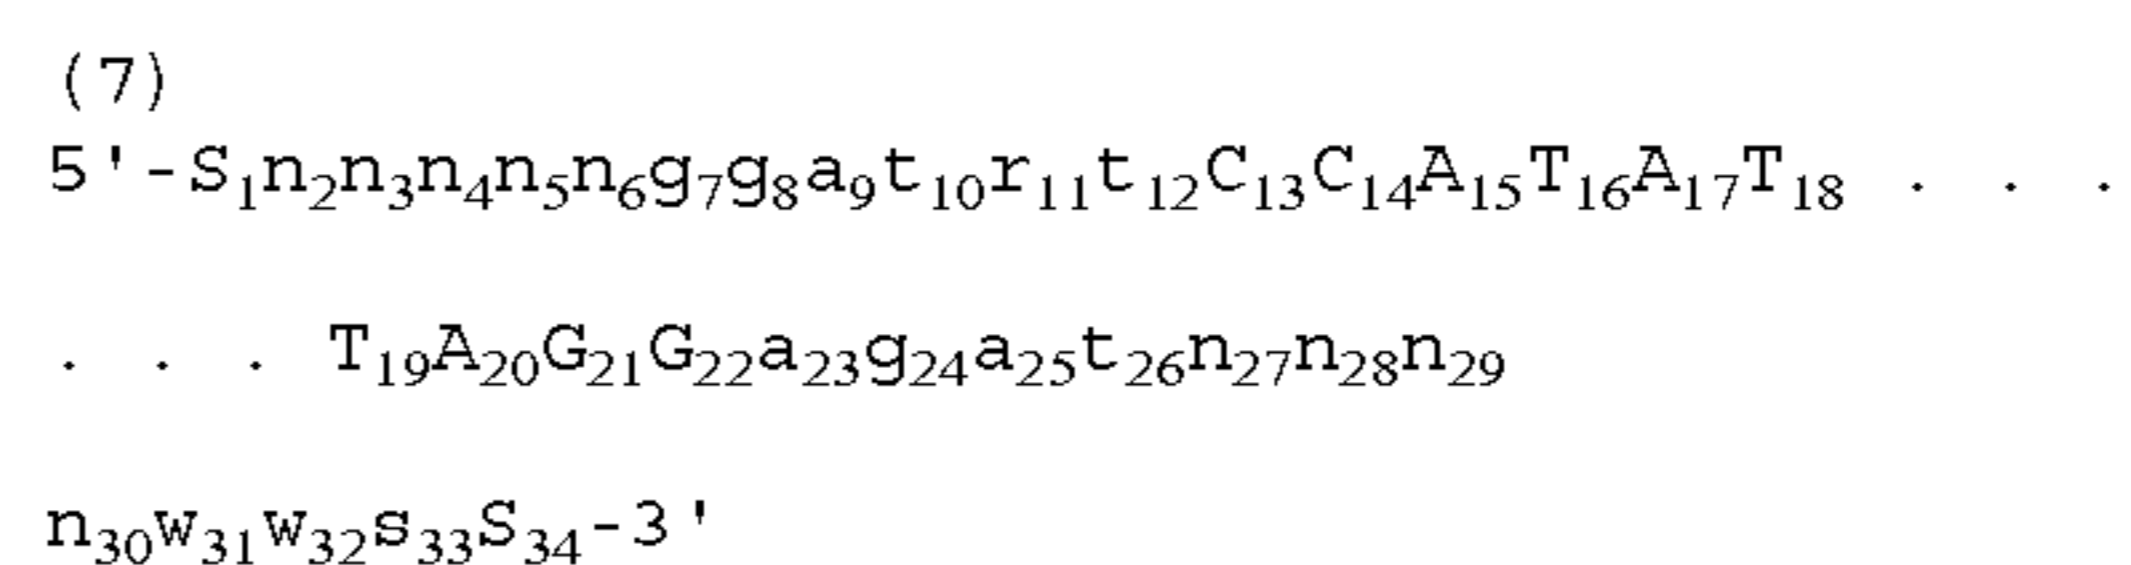 (7)
5'-S₁n₂n₃n₄n₅n₆g₇g₈a₉t₁₀r₁₁t₁₂C₁₃C₁₄A₁₅T₁₆A₁₇T₁₈ . . .
. . . T₁₉A₂₀G₂₁G₂₂a₂₃g₂₄a₂₅t₂₆n₂₇n₂₈n₂₉
n₃₀w₃₁w₃₂s₃₃S₃₄-3'